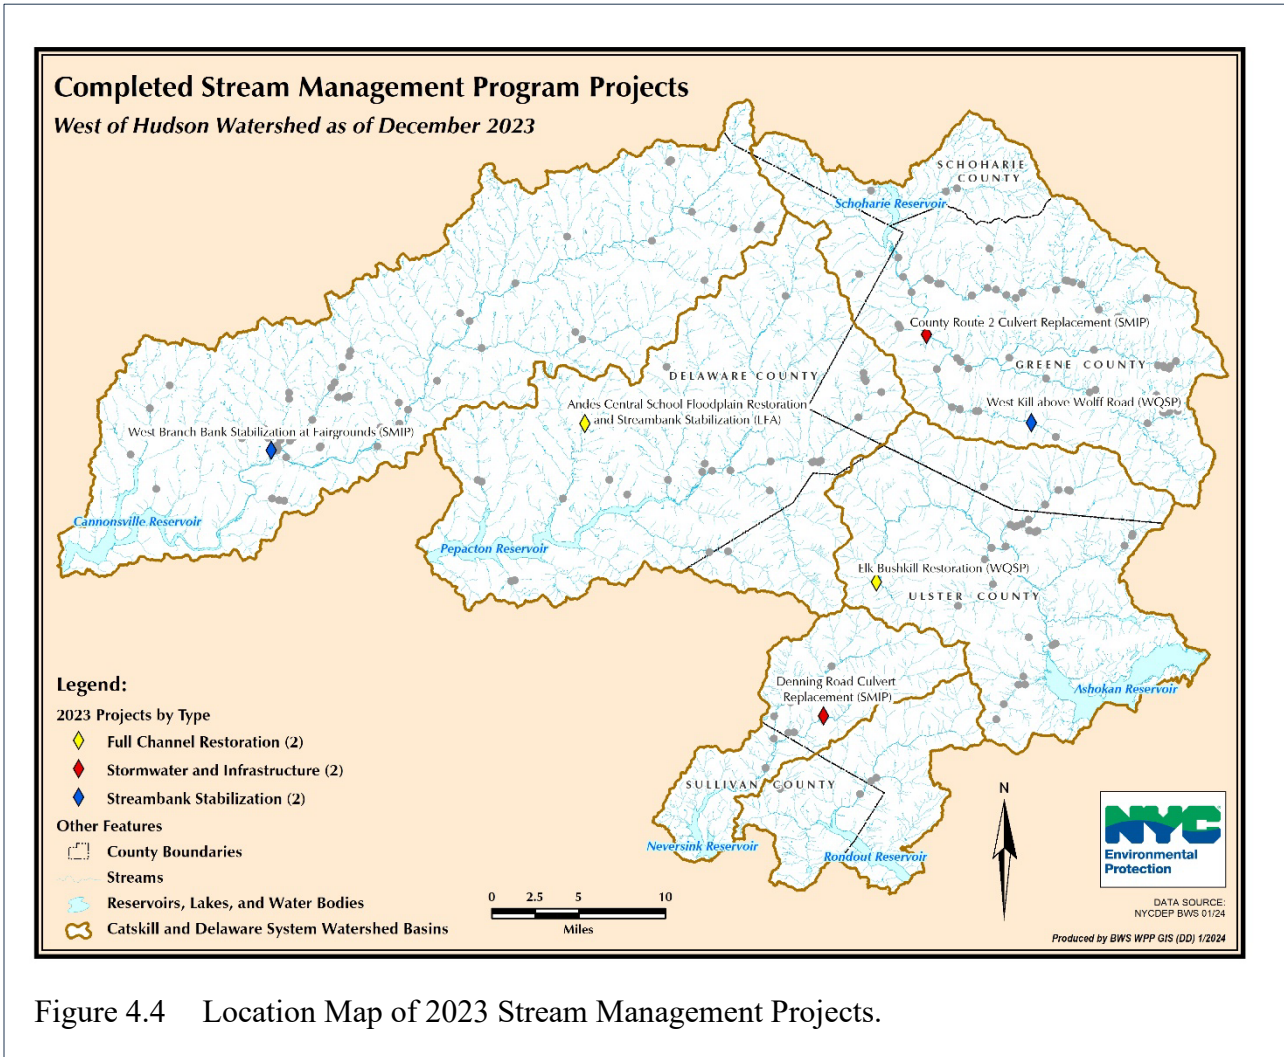 Completed Stream Management Program Projects
West of Hudson Watershed as of December 2023
SCHOHARIE
COUNTY
Schoharie Reservoir
County Route 2 Culvert Replacement (SMIP)
GREENE COUNTY
DELAWARE COUNTY
West Kill above Wolff Road (WQSP)
Andes Central School Floodplain Restoration
and Streambank Stabilization (LFA)
West Branch Bank Stabilization at Fairgrounds (SMIP)
Cannonsville Reservoir
Pepacton Reservoir
Elk Bushkill Restoration (WQSP)
ULSTER COUNTY
Denning Road Culvert
Replacement (SMIP)
Ashokan Reservoir
SULLIVAN COUNTY
Neversink Reservoir
Rondout Reservoir
Legend:
2023 Projects by Type
Full Channel Restoration (2)
Stormwater and Infrastructure (2)
Streambank Stabilization (2)
Other Features
County Boundaries
Streams
Reservoirs, Lakes, and Water Bodies
Catskill and Delaware System Watershed Basins
0 2.5 5 10
Miles
N
NYC
Environmental
Protection
DATA SOURCE:
NYCDEP BWS 01/24
Produced by BWS WPP GIS (DD) 1/2024
Figure 4.4 Location Map of 2023 Stream Management Projects.